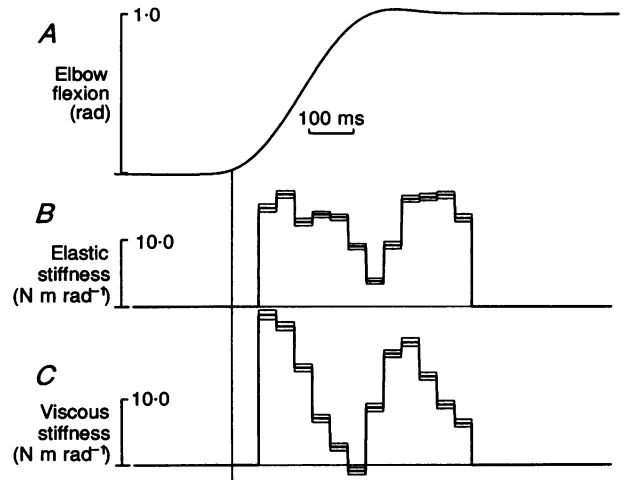 A
1·0
Elbow
flexion
(rad)
100 ms
B
10·0
Elastic
stiffness
(N m rad⁻¹)
C
10·0
Viscous
stiffness
(N m rad⁻¹)